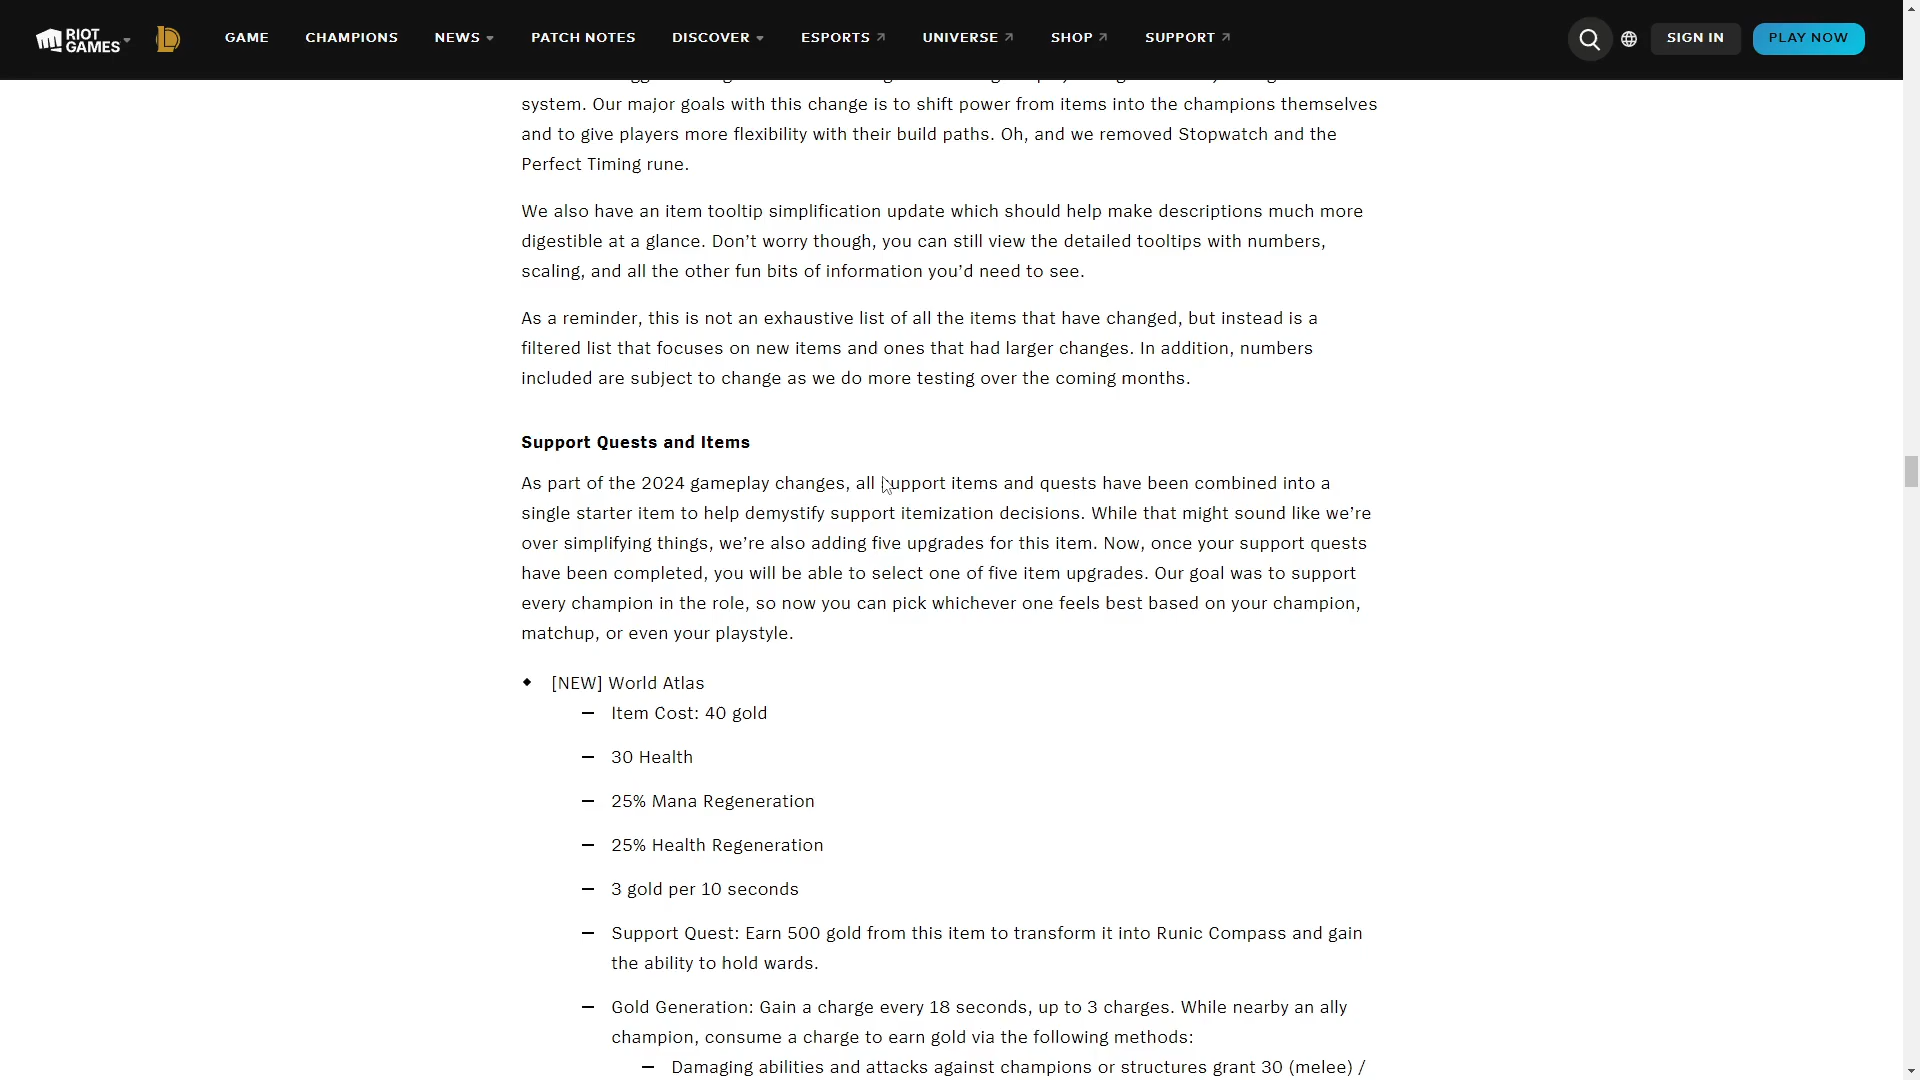 RIOT
GAMES
GAME
CHAMPIONS
NEWS
PATCH NOTES
DISCOVER
ESPORTS
UNIVERSE
SHOP
SUPPORT
SIGN IN
PLAY NOW
system. Our major goals with this change is to shift power from items into the champions themselves
and to give players more flexibility with their build paths. Oh, and we removed Stopwatch and the
Perfect Timing rune.
We also have an item tooltip simplification update which should help make descriptions much more
digestible at a glance. Don’t worry though, you can still view the detailed tooltips with numbers,
scaling, and all the other fun bits of information you’d need to see.
As a reminder, this is not an exhaustive list of all the items that have changed, but instead is a
filtered list that focuses on new items and ones that had larger changes. In addition, numbers
included are subject to change as we do more testing over the coming months.
Support Quests and Items
As part of the 2024 gameplay changes, all support items and quests have been combined into a
single starter item to help demystify support itemization decisions. While that might sound like we’re
over simplifying things, we’re also adding five upgrades for this item. Now, once your support quests
have been completed, you will be able to select one of five item upgrades. Our goal was to support
every champion in the role, so now you can pick whichever one feels best based on your champion,
matchup, or even your playstyle.
[NEW] World Atlas
Item Cost: 40 gold
30 Health
25% Mana Regeneration
25% Health Regeneration
3 gold per 10 seconds
Support Quest: Earn 500 gold from this item to transform it into Runic Compass and gain
the ability to hold wards.
Gold Generation: Gain a charge every 18 seconds, up to 3 charges. While nearby an ally
champion, consume a charge to earn gold via the following methods:
Damaging abilities and attacks against champions or structures grant 30 (melee) /